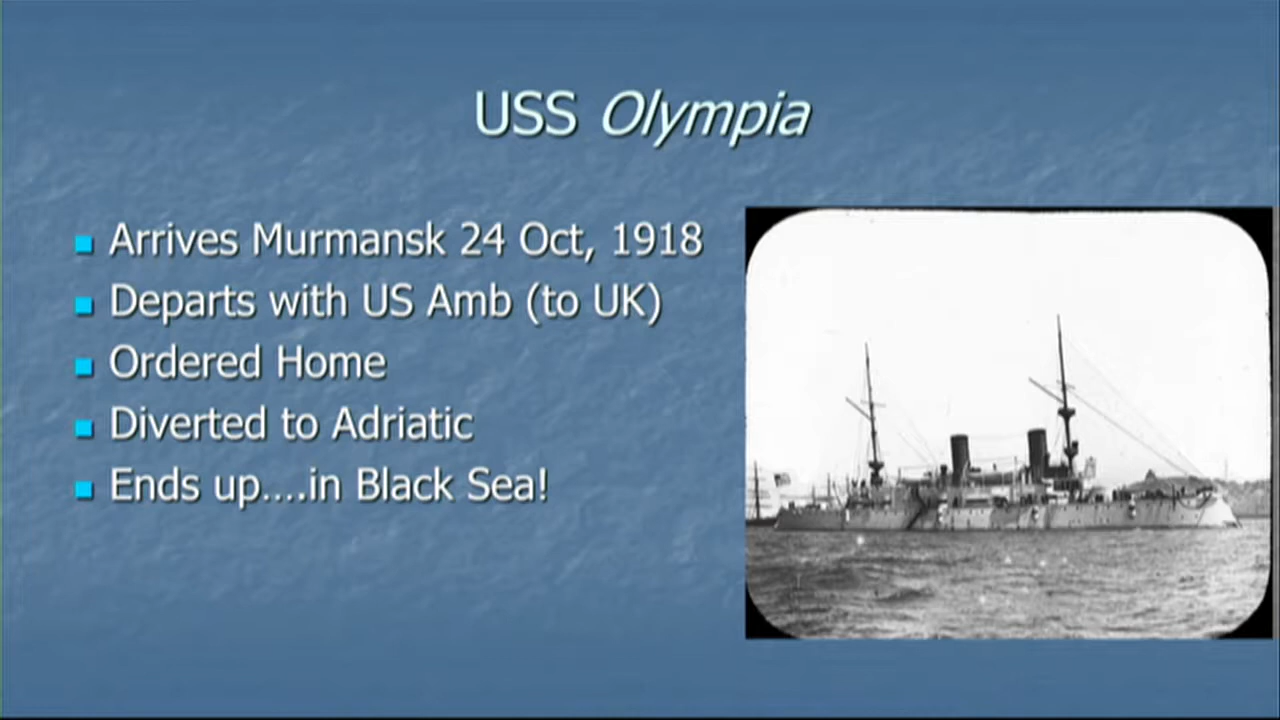 USS Olympia
Arrives Murmansk 24 Oct, 1918
Departs with US Amb (to UK)
Ordered Home
Diverted to Adriatic
Ends up....in Black Sea!